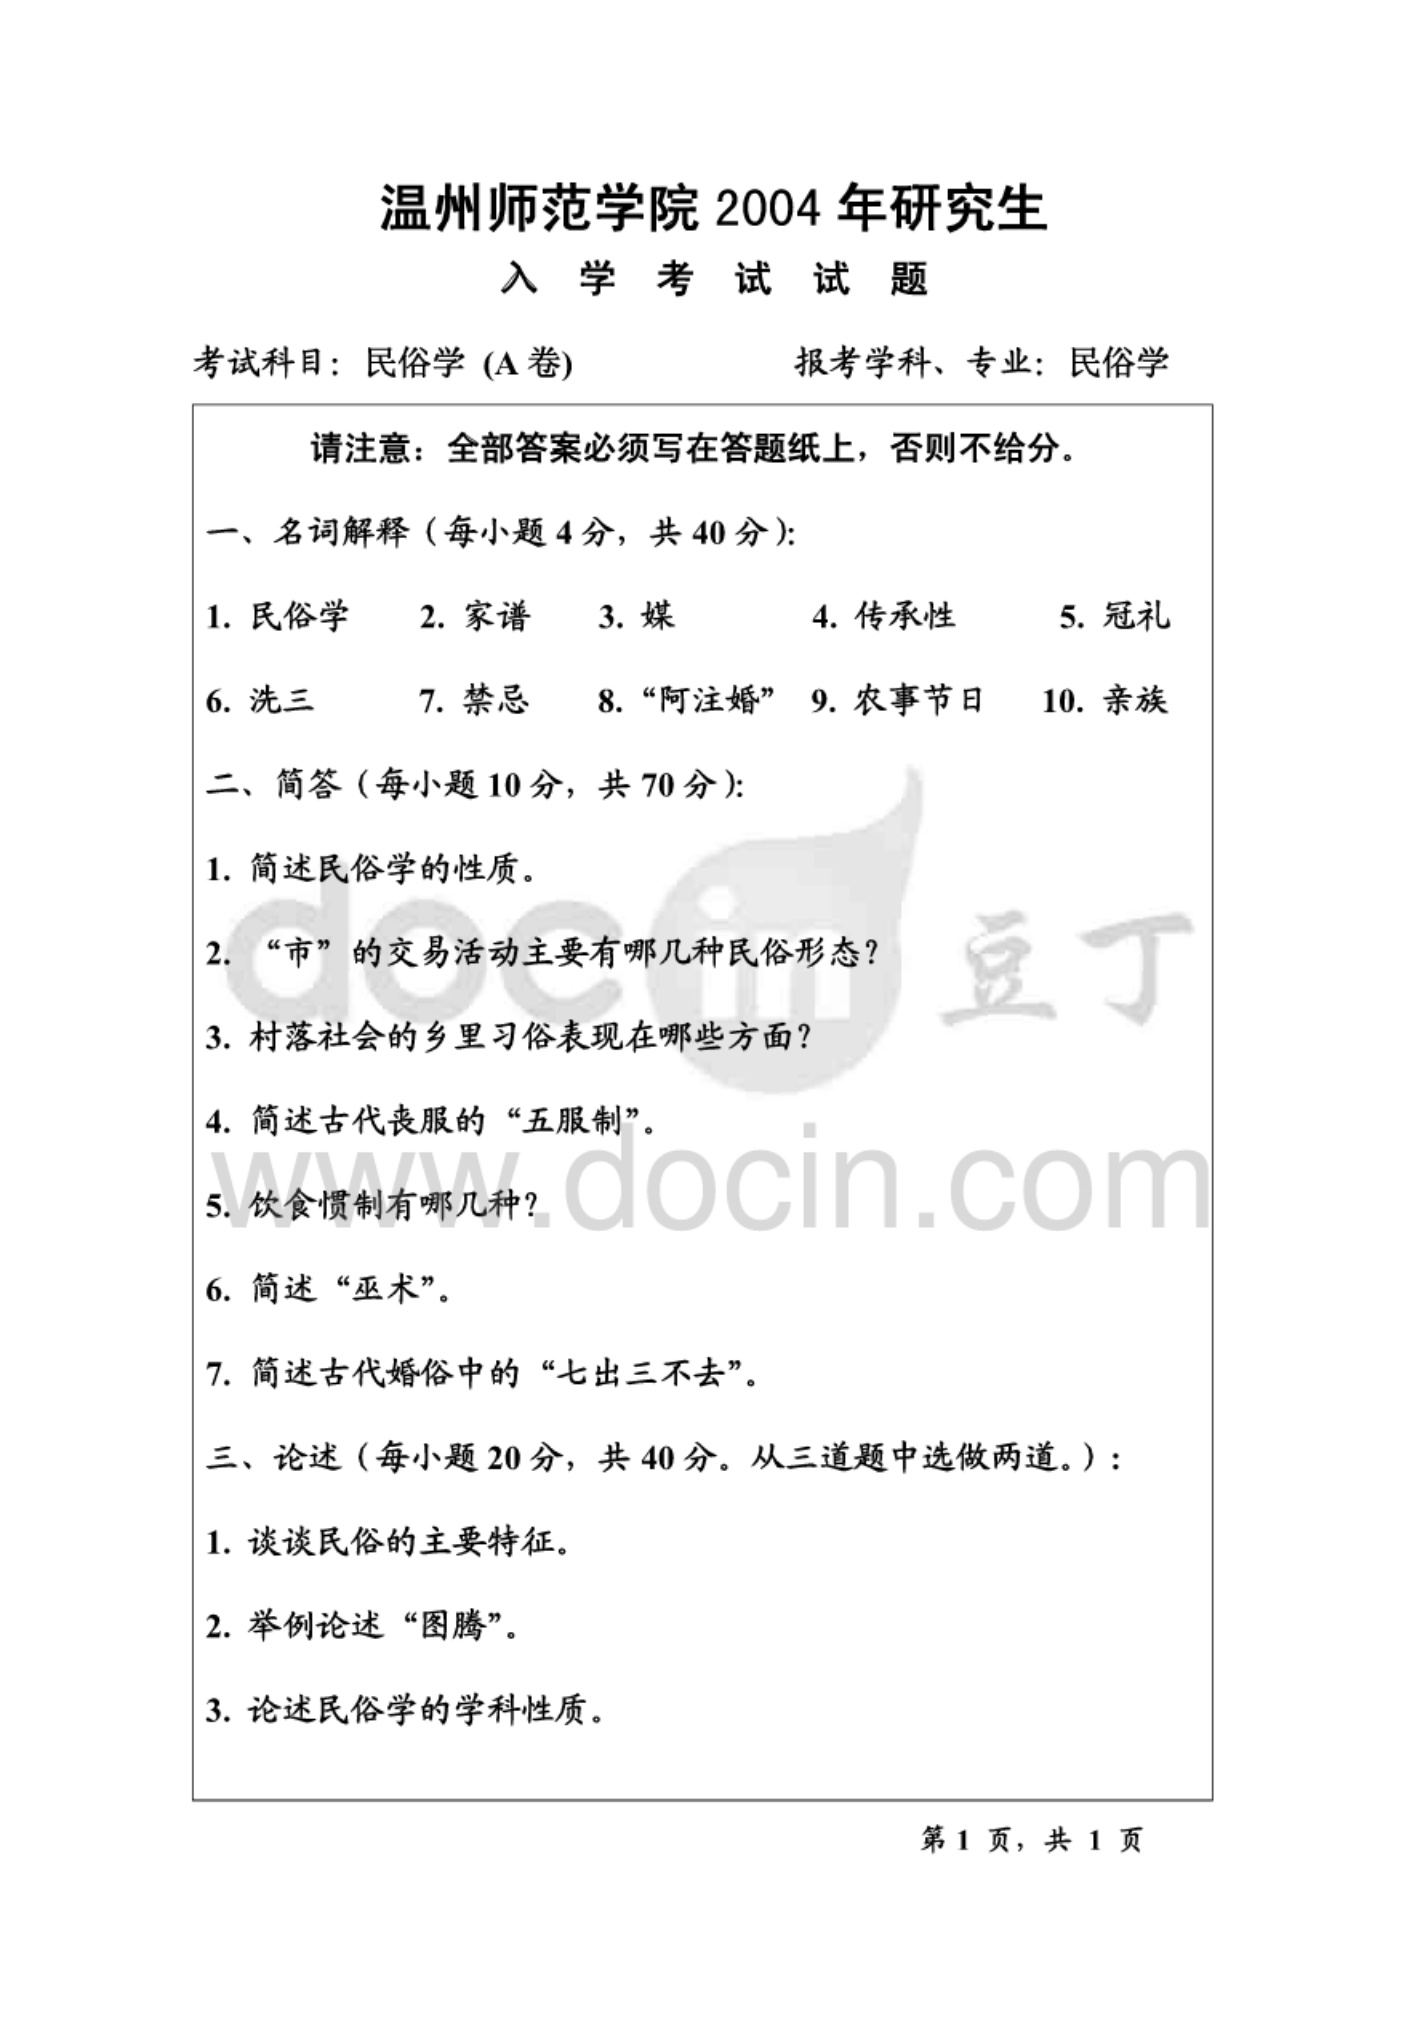 温州师范学院 2004 年研究生
入 学 考 试 试 题
考试科目：民俗学 (A 卷) 报考学科、专业：民俗学
请注意：全部答案必须写在答题纸上，否则不给分。
一、名词解释（每小题 4 分，共 40 分）：
1. 民俗学 2. 家谱 3. 媒 4. 传承性 5. 冠礼
6. 洗三 7. 禁忌 8. “阿注婚” 9. 农事节日 10. 亲族
二、简答（每小题 10 分，共 70 分）：
1. 简述民俗学的性质。
2. “市”的交易活动主要有哪几种民俗形态？
docin 豆丁
3. 村落社会的乡里习俗表现在哪些方面？
4. 简述古代丧服的“五服制”。
www.docin.com
5. 饮食惯制有哪几种？
6. 简述“巫术”。
7. 简述古代婚俗中的“七出三不去”。
三、论述（每小题 20 分，共 40 分。从三道题中选做两道。）：
1. 谈谈民俗的主要特征。
2. 举例论述“图腾”。
3. 论述民俗学的学科性质。
第 1 页，共 1 页